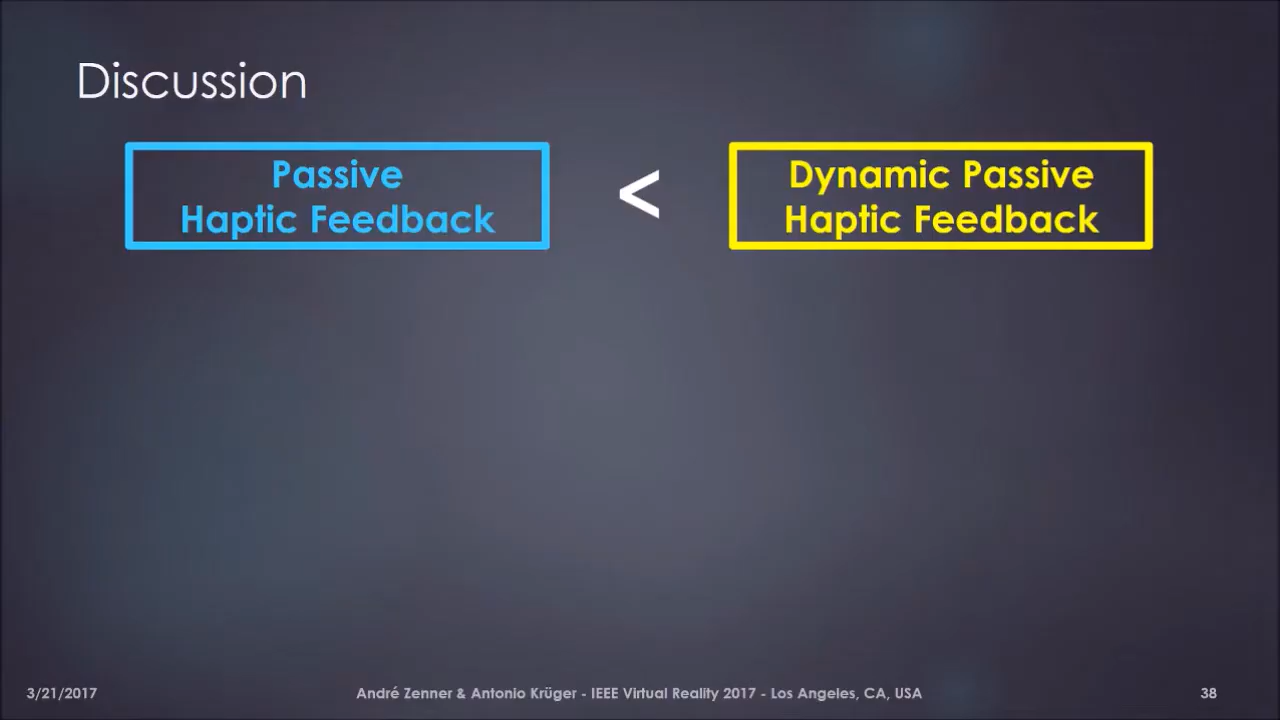 Discussion
Passive
Haptic Feedback
<
Dynamic Passive
Haptic Feedback
3/21/2017
André Zenner & Antonio Krüger - IEEE Virtual Reality 2017 - Los Angeles, CA, USA
38